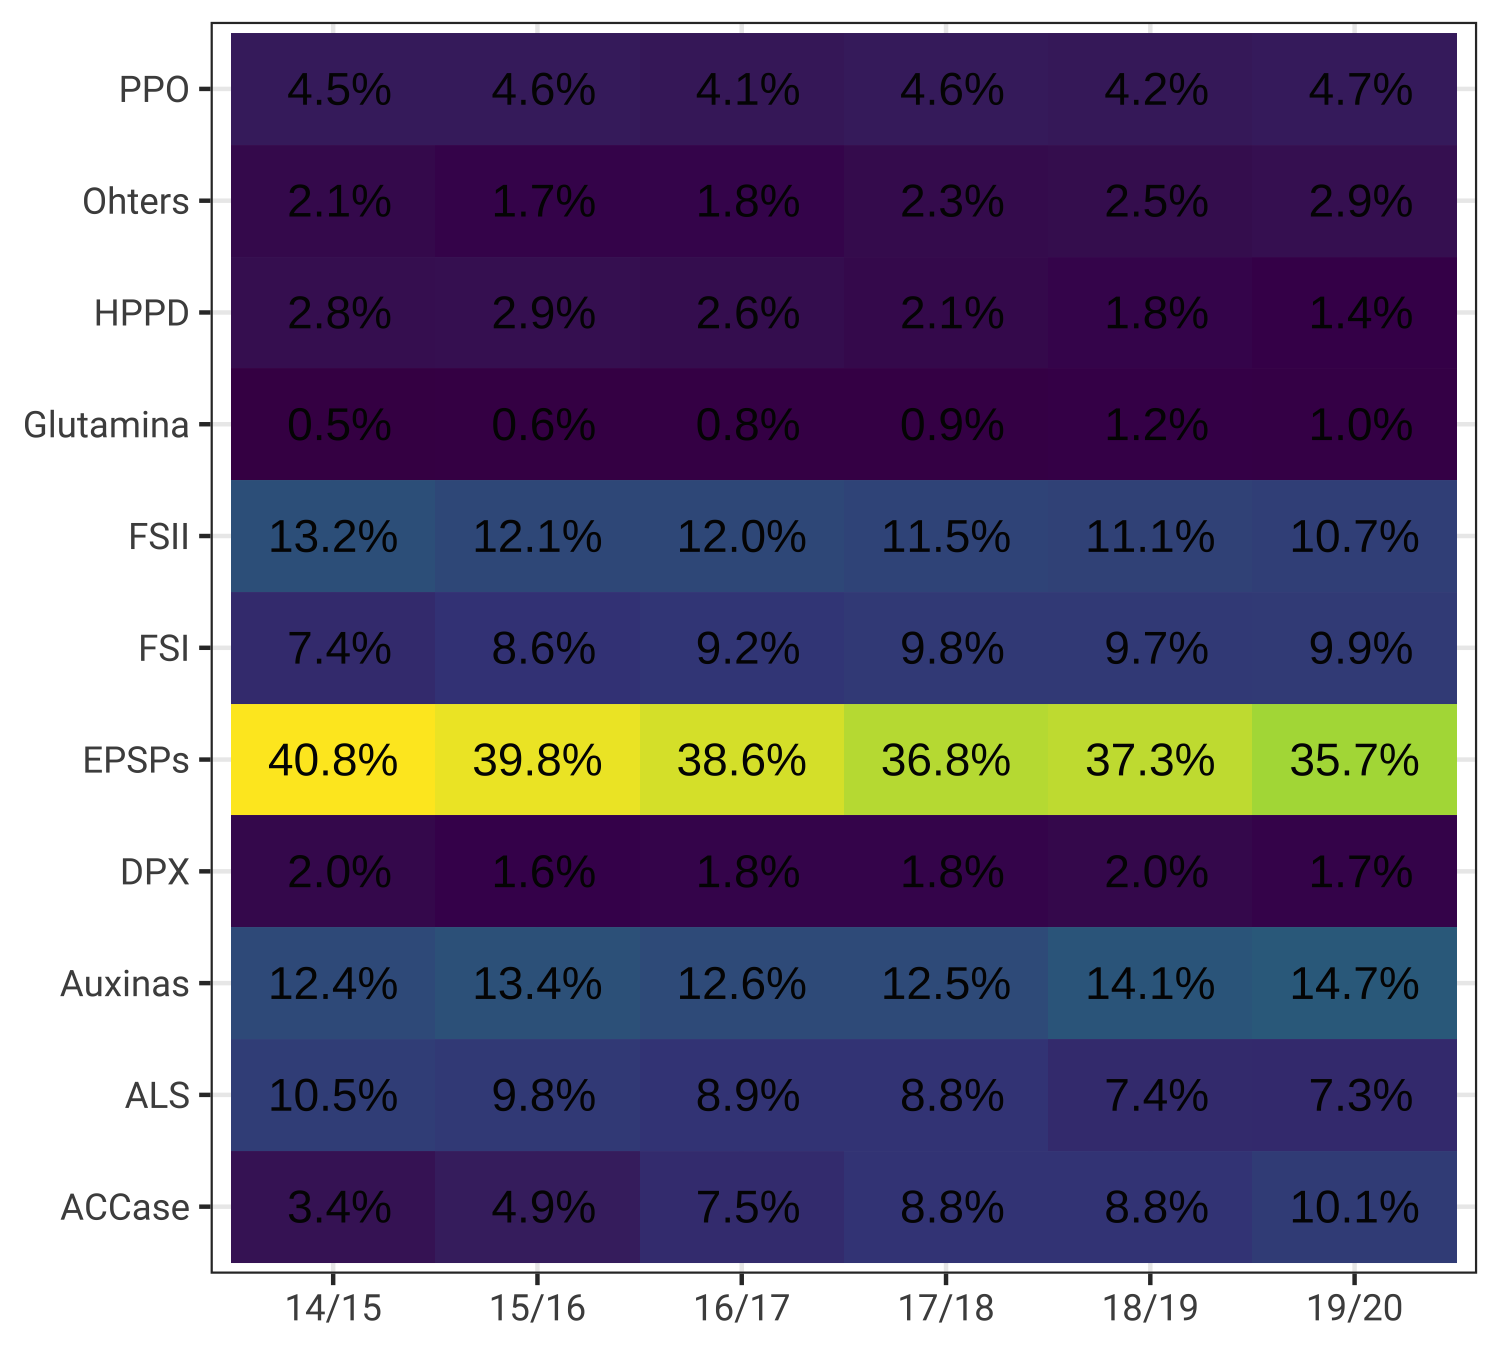 PPO 4.5% 4.6% 4.1% 4.6% 4.2% 4.7%
Ohters 2.1% 1.7% 1.8% 2.3% 2.5% 2.9%
HPPD 2.8% 2.9% 2.6% 2.1% 1.8% 1.4%
Glutamina 0.5% 0.6% 0.8% 0.9% 1.2% 1.0%
FSII 13.2% 12.1% 12.0% 11.5% 11.1% 10.7%
FSI 7.4% 8.6% 9.2% 9.8% 9.7% 9.9%
EPSPs 40.8% 39.8% 38.6% 36.8% 37.3% 35.7%
DPX 2.0% 1.6% 1.8% 1.8% 2.0% 1.7%
Auxinas 12.4% 13.4% 12.6% 12.5% 14.1% 14.7%
ALS 10.5% 9.8% 8.9% 8.8% 7.4% 7.3%
ACCase 3.4% 4.9% 7.5% 8.8% 8.8% 10.1%
14/15 15/16 16/17 17/18 18/19 19/20